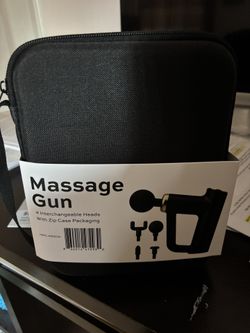 Massage
Gun
4 Interchangeable Heads
With Zip Case Packaging